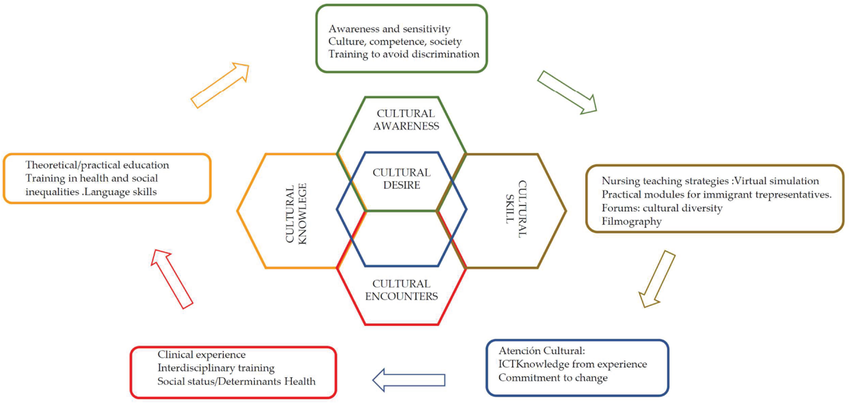 Awareness and sensitivity
Culture, competence, society
Training to avoid discrimination
CULTURAL
AWARENESS
Theoretical/practical education
Training in health and social
inequalities .Language skills
CULTURAL
KNOWLEGE
CULTURAL
DESIRE
CULTURAL
SKILL
Nursing teaching strategies :Virtual simulation
Practical modules for immigrant trepresentatives.
Forums: cultural diversity
Filmography
CULTURAL
ENCOUNTERS
Clinical experience
Interdisciplinary training
Social status/Determinants Health
Atención Cultural:
ICTKnowledge from experience
Commitment to change